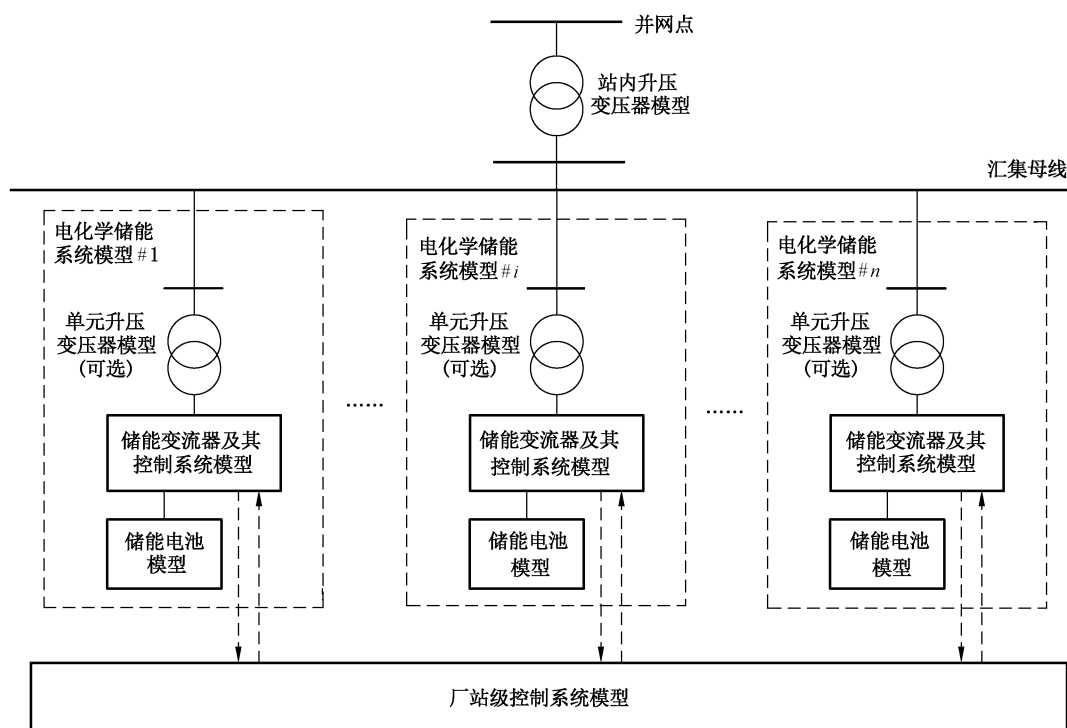 并网点
站内升压
变压器模型
汇集母线
电化学储能
系统模型#1
单元升压
变压器模型
(可选)
储能变流器及其
控制系统模型
储能电池
模型
……
电化学储能
系统模型#i
单元升压
变压器模型
(可选)
储能变流器及其
控制系统模型
储能电池
模型
……
电化学储能
系统模型#n
单元升压
变压器模型
(可选)
储能变流器及其
控制系统模型
储能电池
模型
厂站级控制系统模型